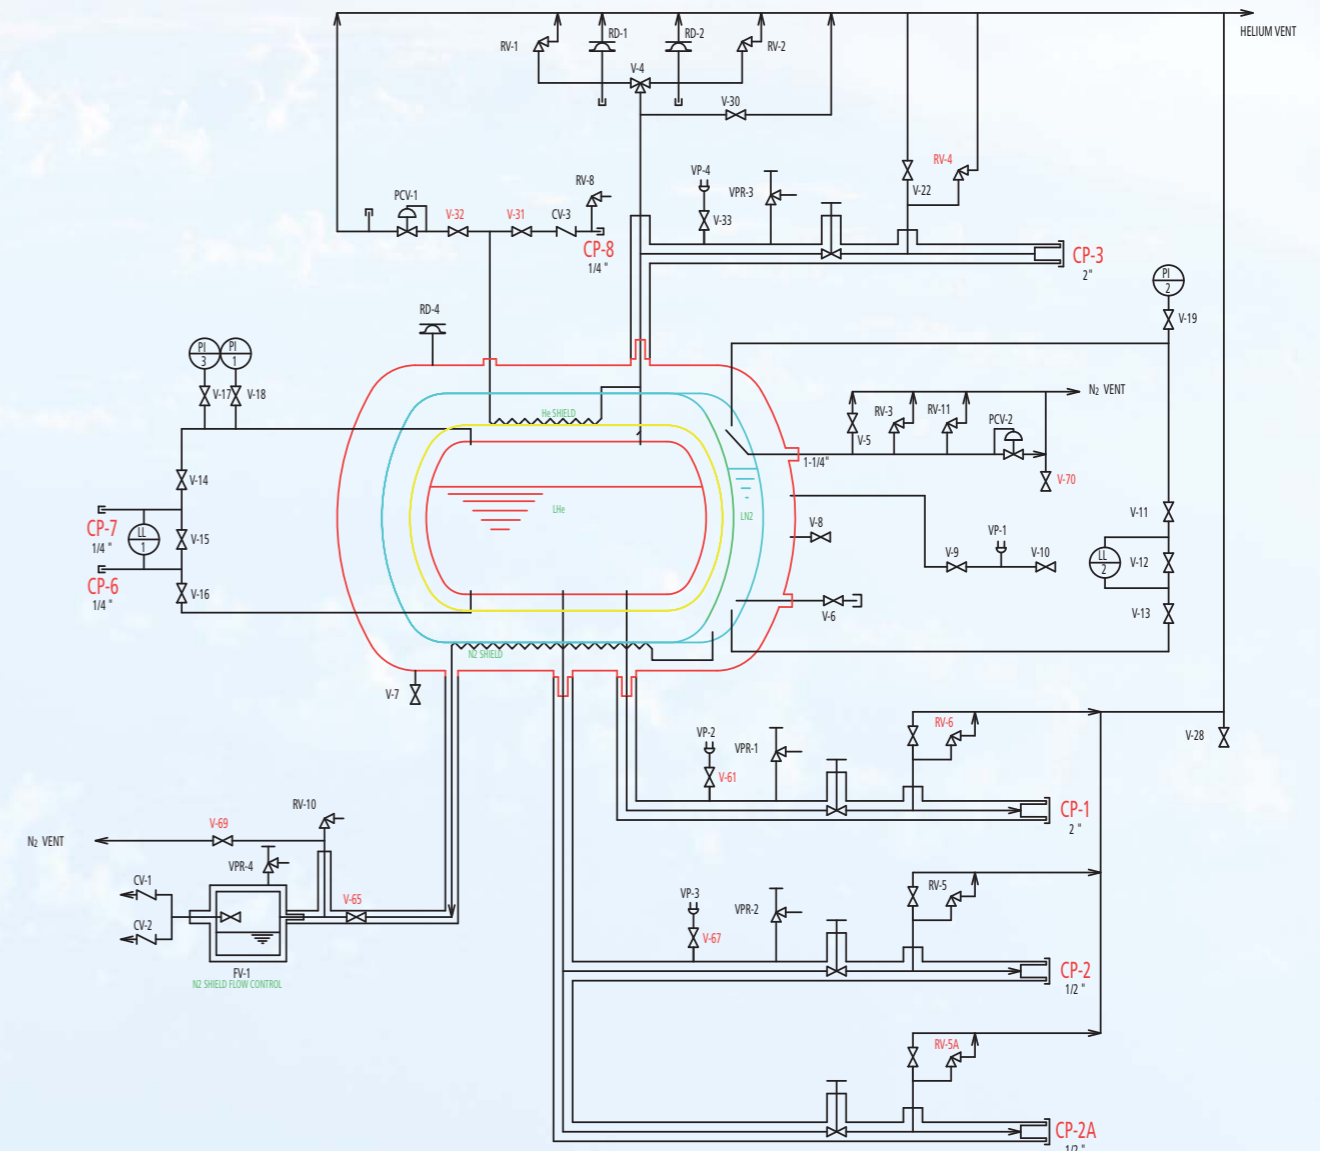 HELIUM VENT
RV-1
RD-1
RD-2
RV-2
V-4
V-30
VP-4
VPR-3
RV-4
V-22
V-33
RV-8
PCV-1
V-32
V-31
CV-3
CP-8
1/4 "
CP-3
2"
PI
2
V-19
RD-4
PI
3
PI
1
V-17
V-18
He SHIELD
N2 VENT
RV-3
RV-11
PCV-2
V-5
1-1/4"
V-70
V-14
CP-7
1/4 "
LL
1
V-15
CP-6
1/4 "
V-16
LHe
LN2
V-8
V-9
VP-1
V-10
V-11
LL
2
V-12
V-13
V-6
N2 SHIELD
V-7
VP-2
VPR-1
V-61
RV-6
V-28
CP-1
2 "
RV-10
V-69
N2 VENT
VPR-4
CV-1
V-65
CV-2
FV-1
N2 SHIELD FLOW CONTROL
VP-3
VPR-2
V-67
RV-5
CP-2
1/2 "
RV-5A
CP-2A
1/2 "